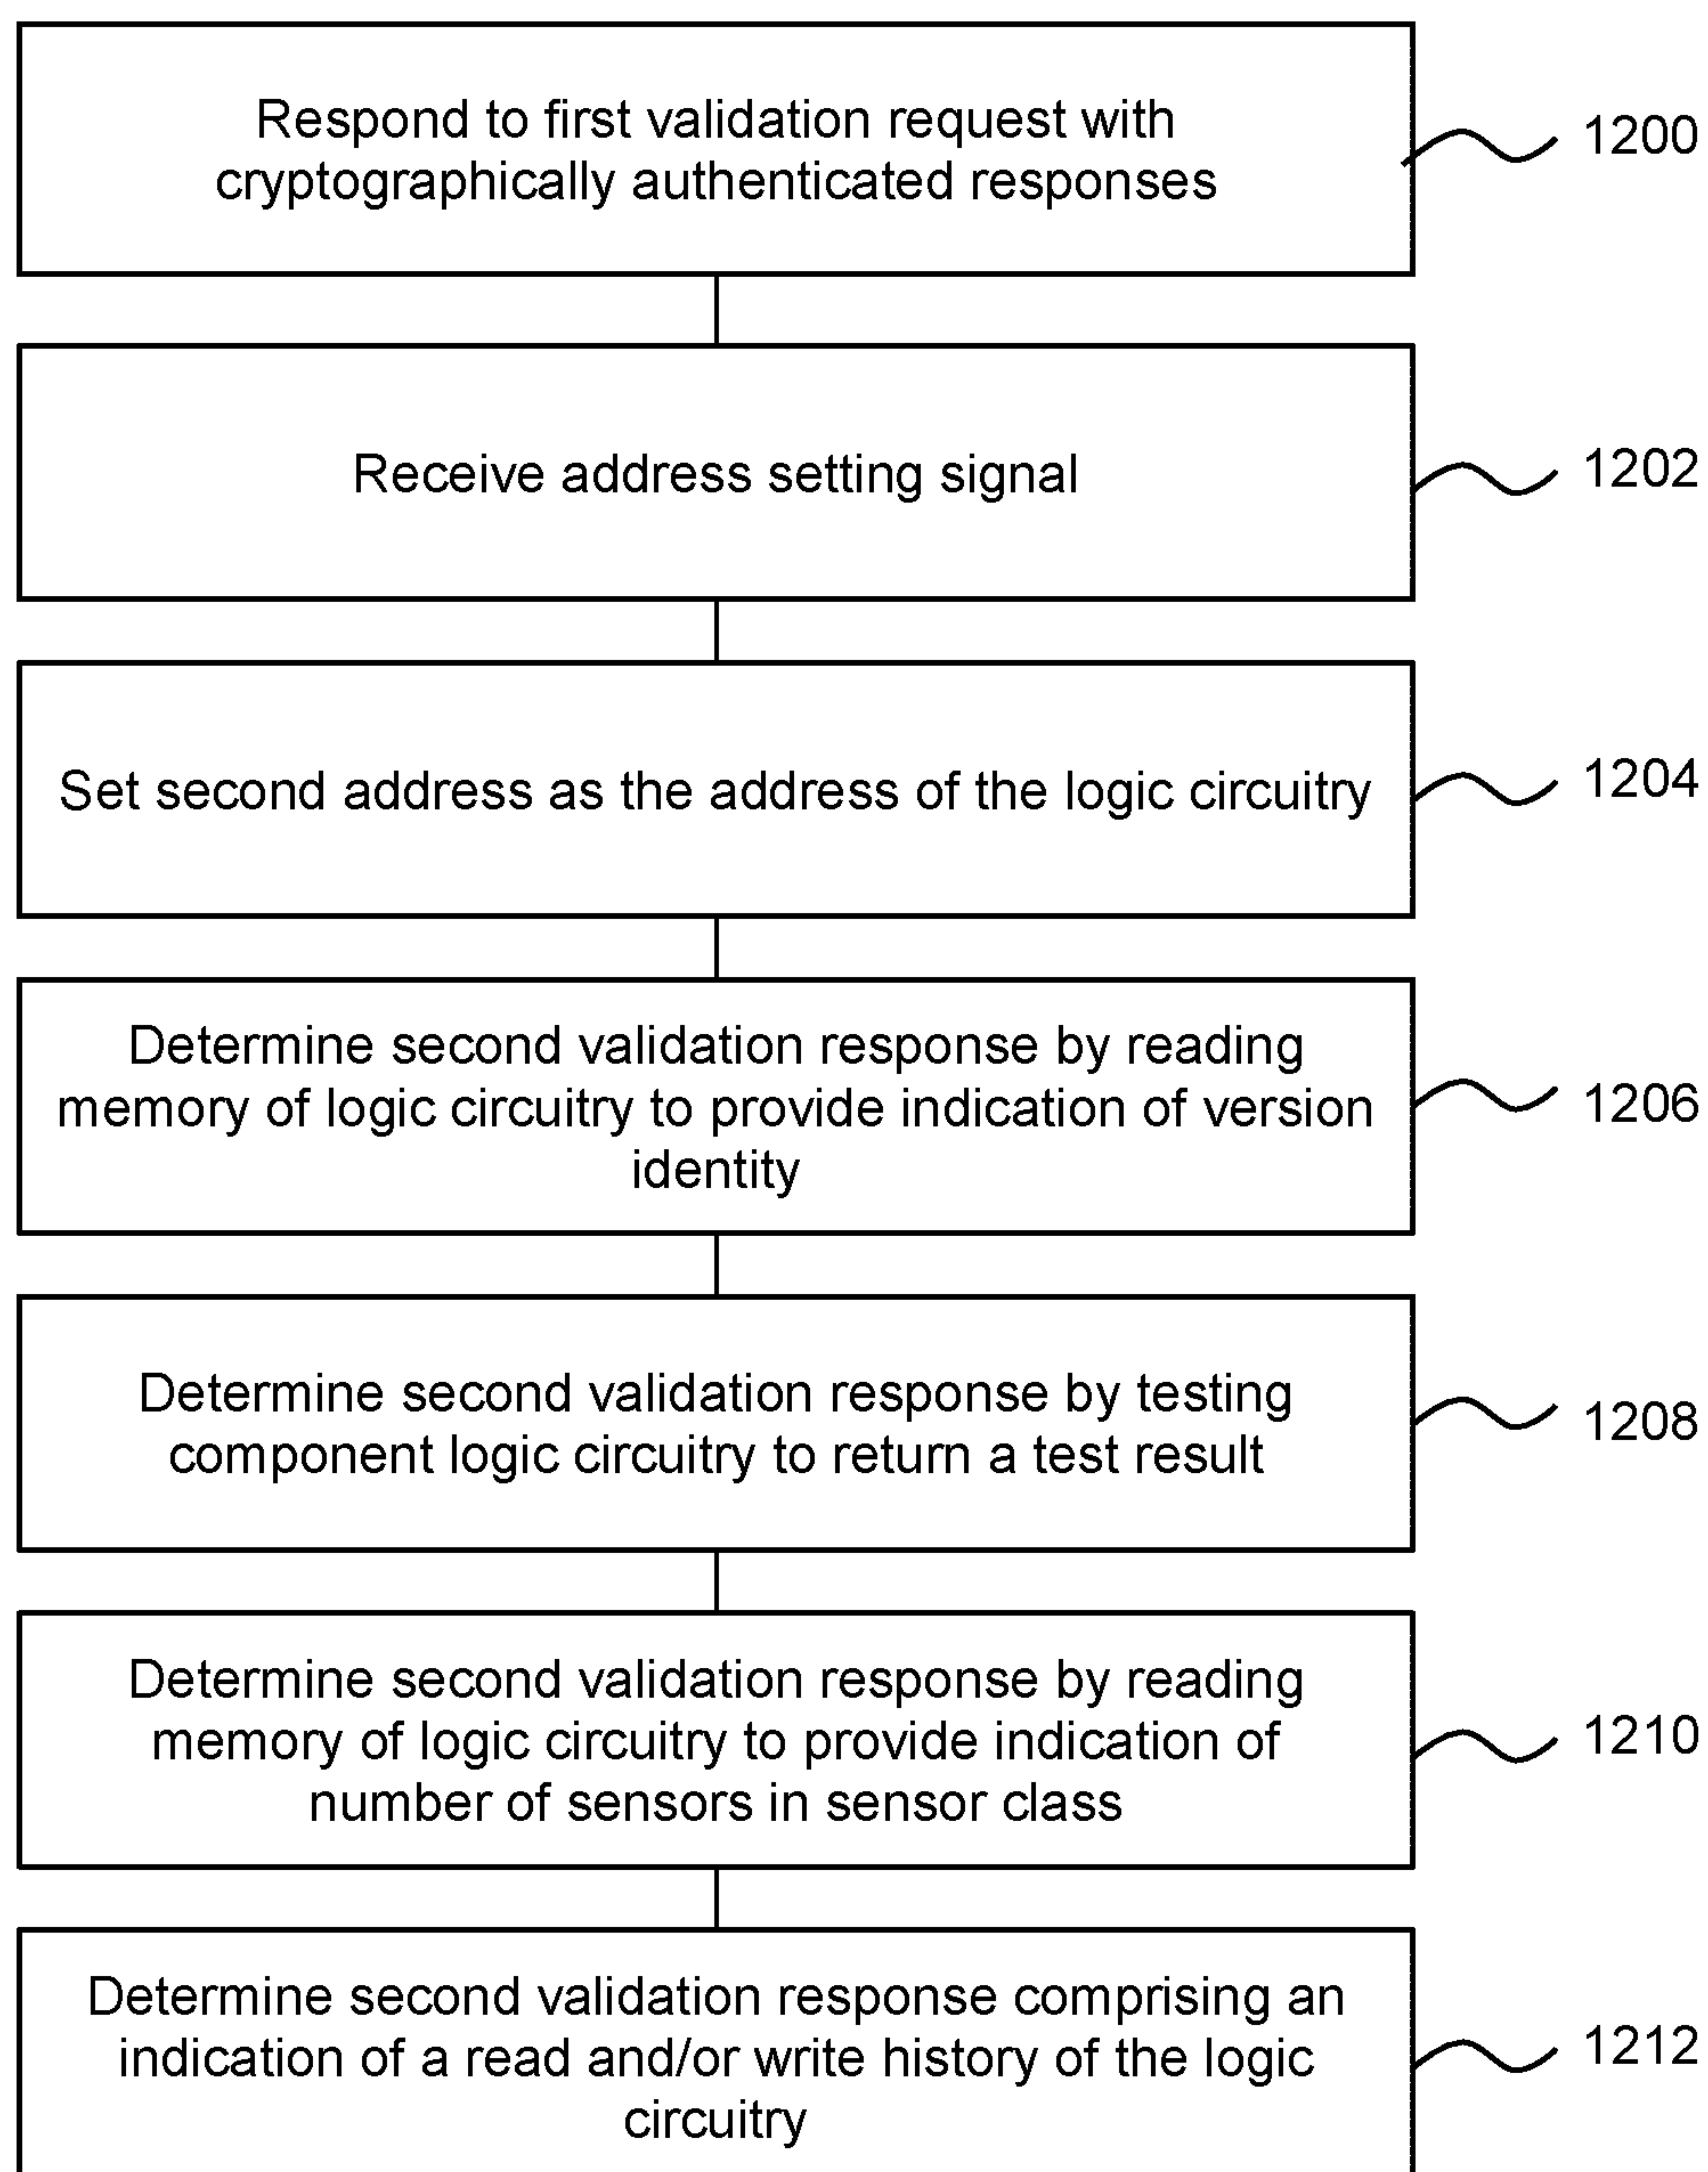 Respond to first validation request with
cryptographically authenticated responses
1200
Receive address setting signal
1202
Set second address as the address of the logic circuitry
1204
Determine second validation response by reading
memory of logic circuitry to provide indication of version
identity
1206
Determine second validation response by testing
component logic circuitry to return a test result
1208
Determine second validation response by reading
memory of logic circuitry to provide indication of
number of sensors in sensor class
1210
Determine second validation response comprising an
indication of a read and/or write history of the logic
circuitry
1212